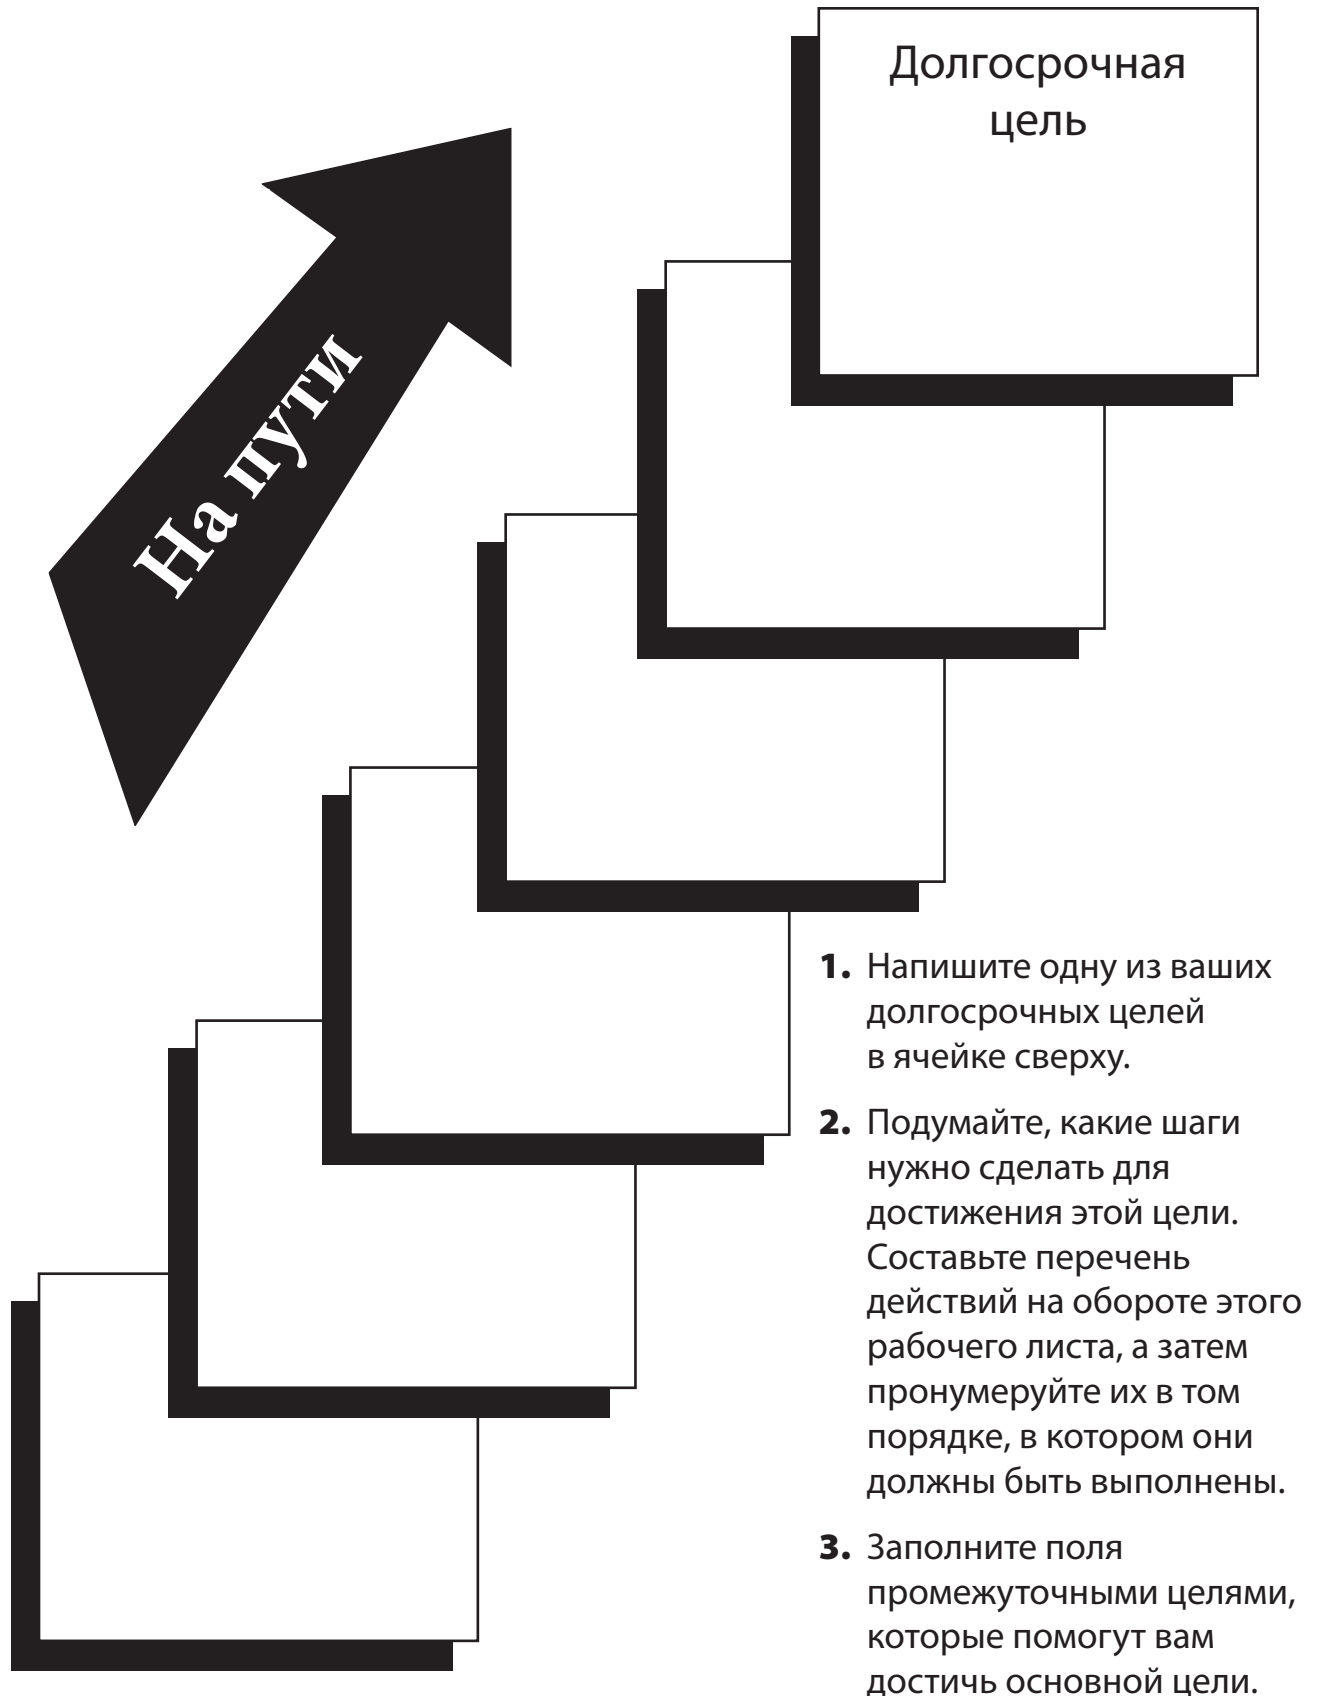 Долгосрочная
цель
На пути
1. Напишите одну из ваших
долгосрочных целей
в ячейке сверху.
2. Подумайте, какие шаги
нужно сделать для
достижения этой цели.
Составьте перечень
действий на обороте этого
рабочего листа, а затем
пронумеруйте их в том
порядке, в котором они
должны быть выполнены.
3. Заполните поля
промежуточными целями,
которые помогут вам
достичь основной цели.